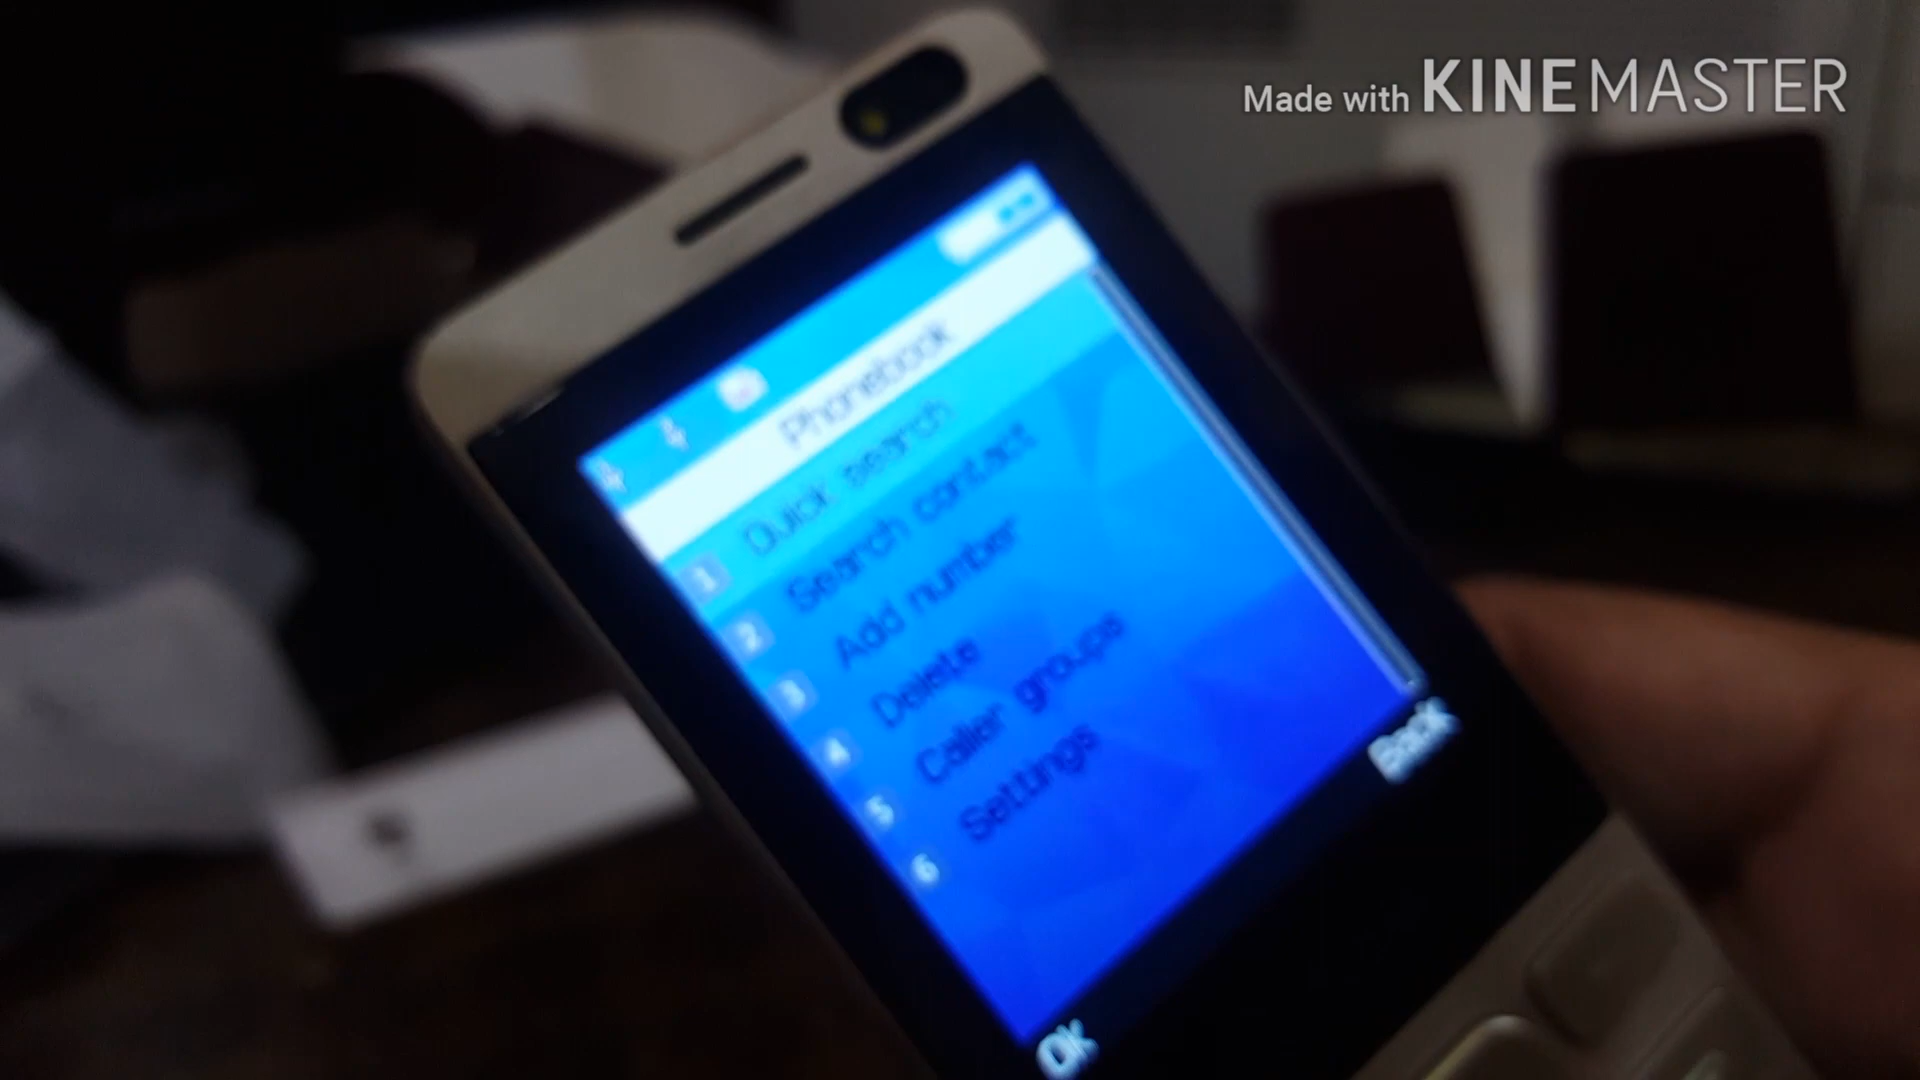 Made with KINEMASTER
Phonebook
1 Quick search
2 Search contact
3 Add number
4 Delete
5 Caller groups
6 Settings
OK Back